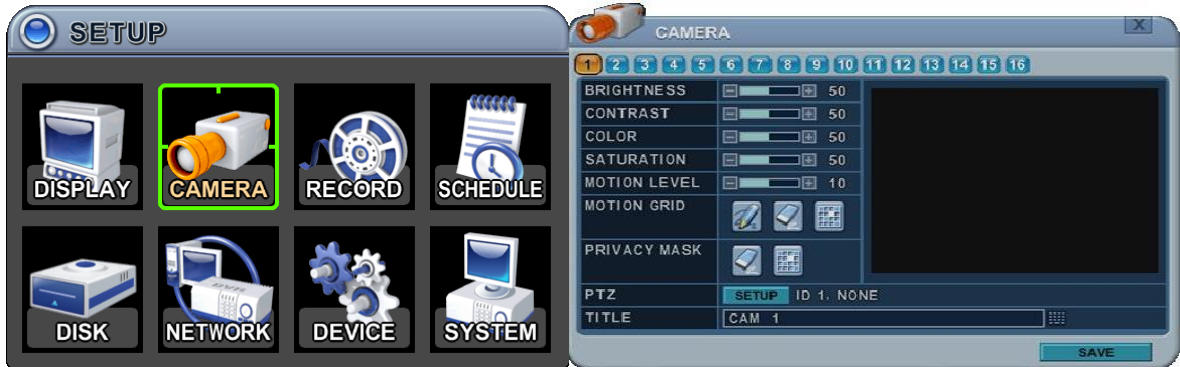 SETUP
DISPLAY CAMERA RECORD SCHEDULE
DISK NETWORK DEVICE SYSTEM
CAMERA X
1 2 3 4 5 6 7 8 9 10 11 12 13 14 15 16
BRIGHTNESS 50
CONTRAST 50
COLOR 50
SATURATION 50
MOTION LEVEL 10
MOTION GRID
PRIVACY MASK
PTZ SETUP ID 1, NONE
TITLE CAM 1
SAVE